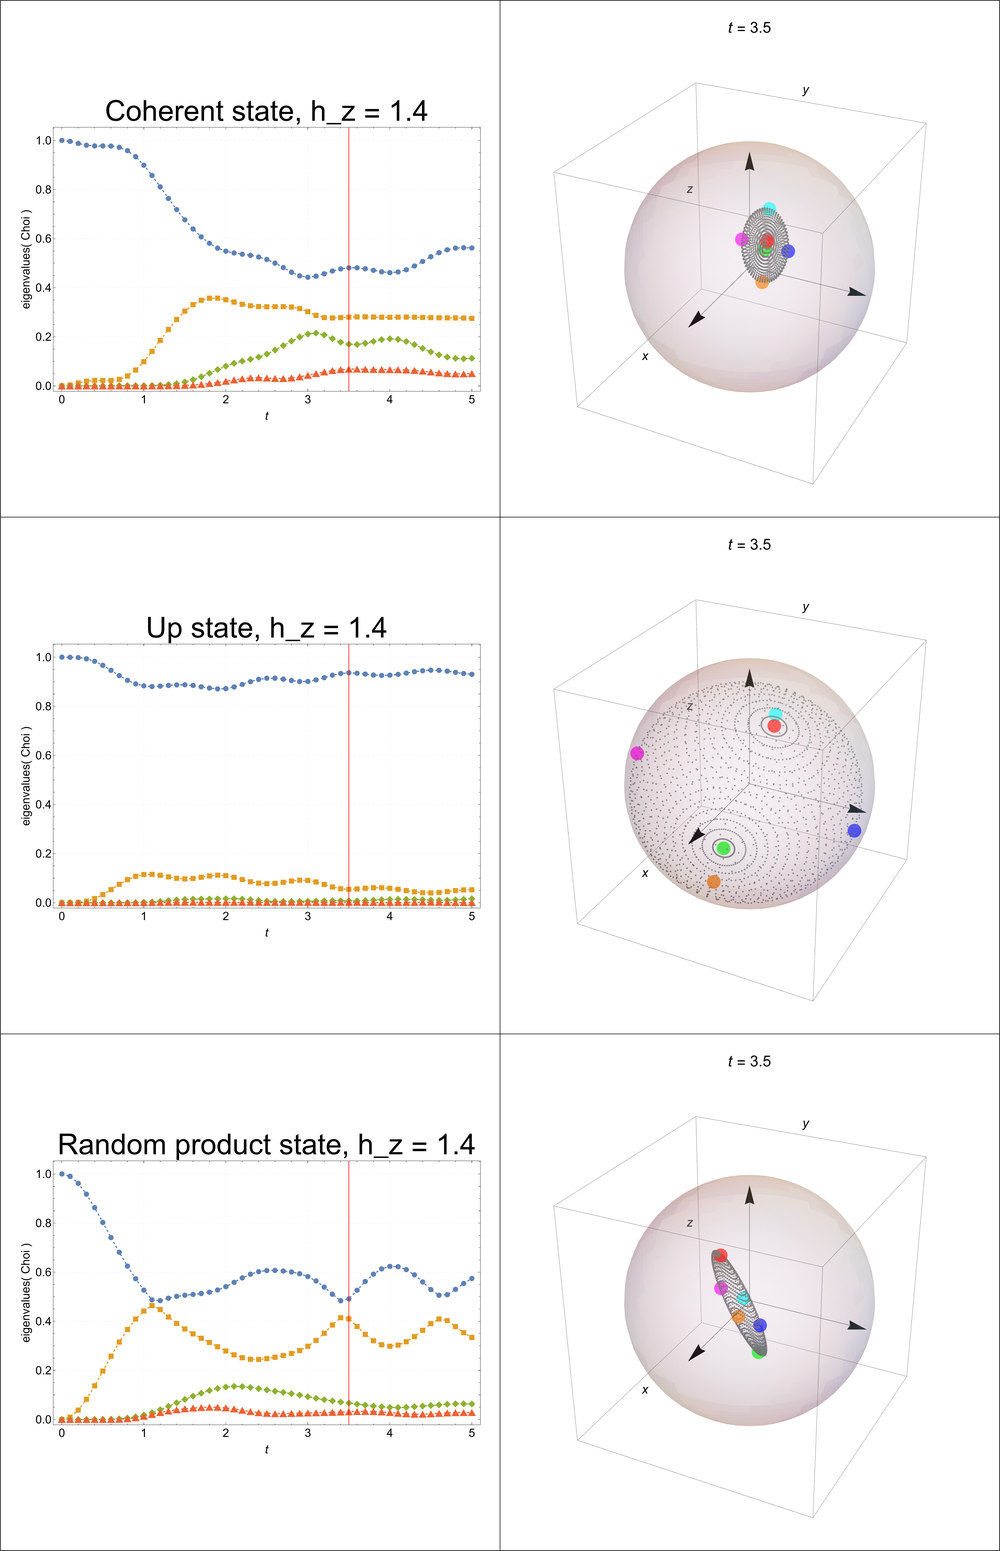 t = 3.5
y
Coherent state, h_z = 1.4
1.0
0.8
z
0.6
eigenvalues( Choi )
0.4
x
0.2
0.0
0 1 2 3 4 5
t
t = 3.5
y
Up state, h_z = 1.4
1.0
0.8
z
0.6
eigenvalues( Choi )
0.4
x
0.2
0.0
0 1 2 3 4 5
t
t = 3.5
y
Random product state, h_z = 1.4
1.0
0.8
z
0.6
eigenvalues( Choi )
0.4
x
0.2
0.0
0 1 2 3 4 5
t